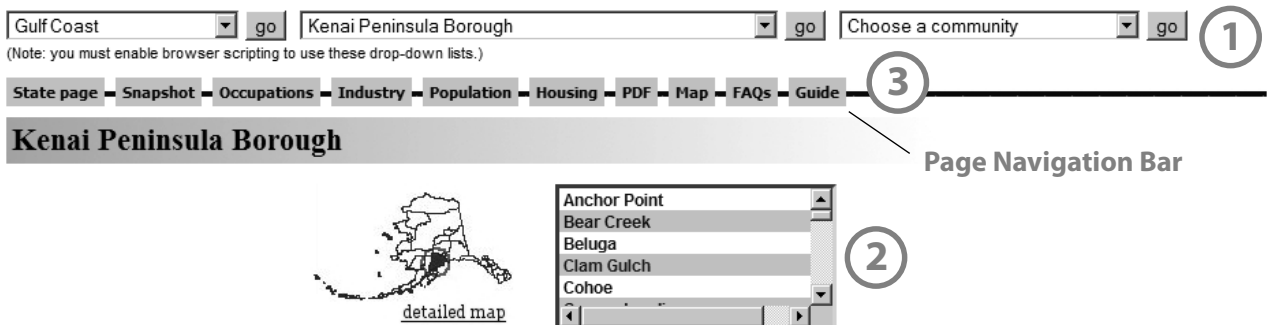 Gulf Coast go Kenai Peninsula Borough go Choose a community go 1
(Note: you must enable browser scripting to use these drop-down lists.)
State page Snapshot Occupations Industry Population Housing PDF Map FAQs Guide 3
Kenai Peninsula Borough
Page Navigation Bar
Anchor Point
Bear Creek
Beluga
Clam Gulch
Cohoe
2
detailed map